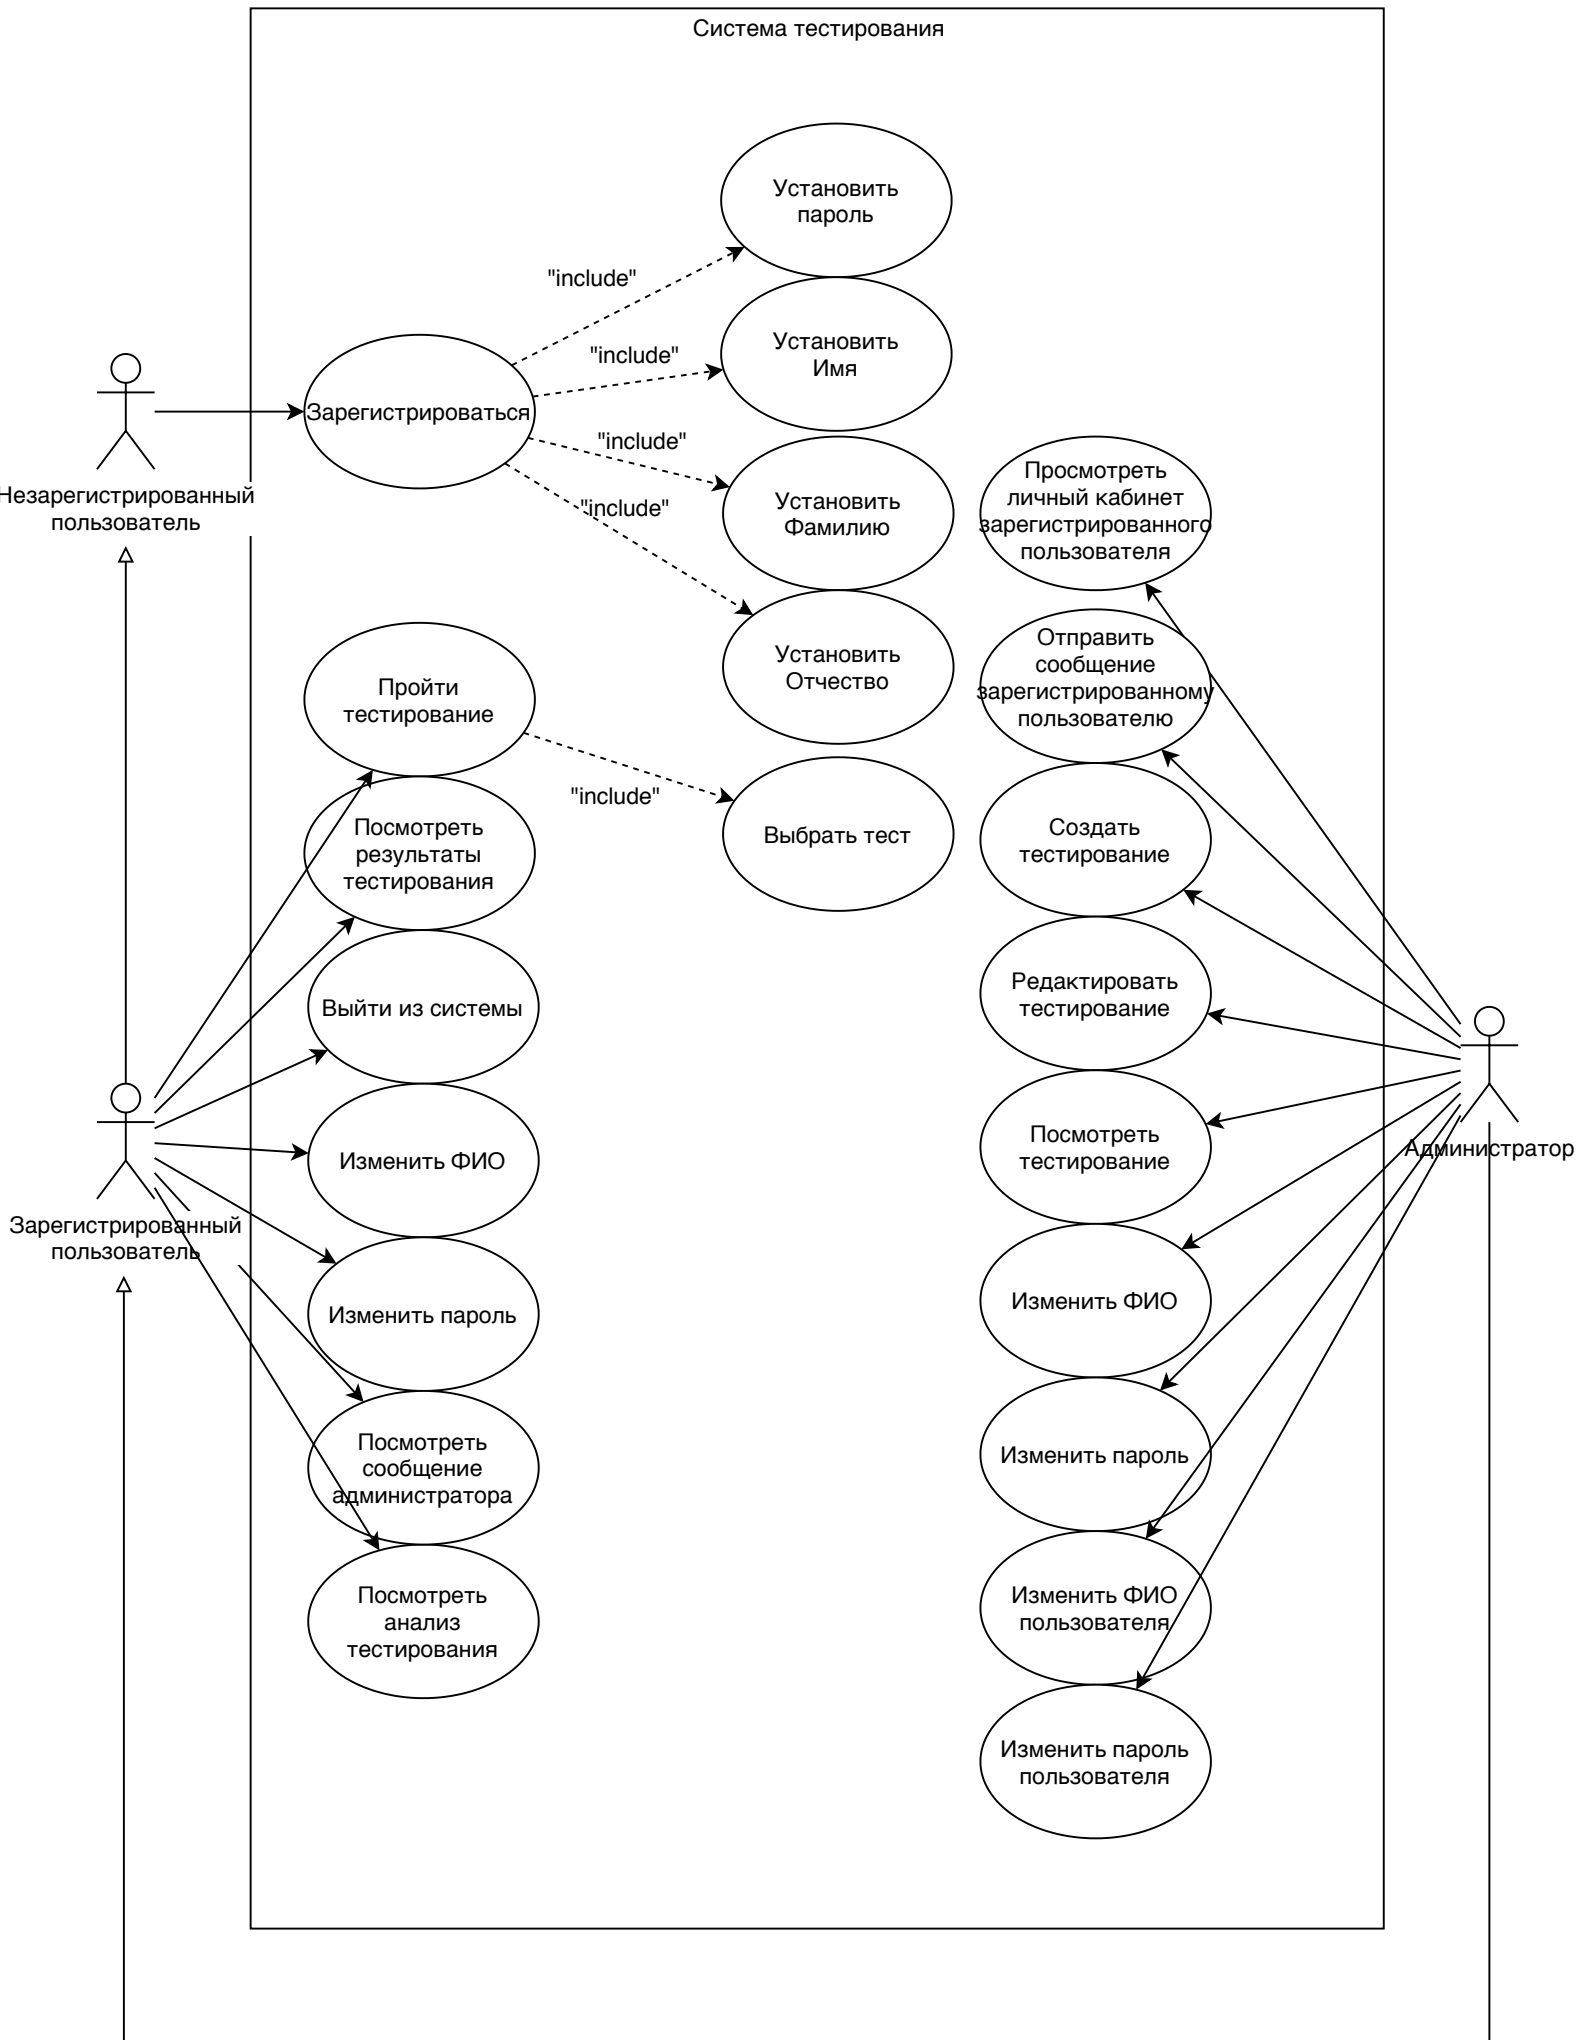 Система тестирования
Установить
пароль
"include"
Установить
Имя
"include"
Зарегистрироваться
"include"
Незарегистрированный
пользователь
"include"
Установить
Фамилию
Просмотреть
личный кабинет
зарегистрированного
пользователя
Установить
Отчество
Отправить
сообщение
зарегистрированному
пользователю
Пройти
тестирование
"include"
Выбрать тест
Посмотреть
результаты
тестирования
Создать
тестирование
Выйти из системы
Редактировать
тестирование
Изменить ФИО
Посмотреть
тестирование
Администратор
Зарегистрированный
пользователь
Изменить пароль
Изменить ФИО
Посмотреть
сообщение
администратора
Изменить пароль
Посмотреть
анализ
тестирования
Изменить ФИО
пользователя
Изменить пароль
пользователя